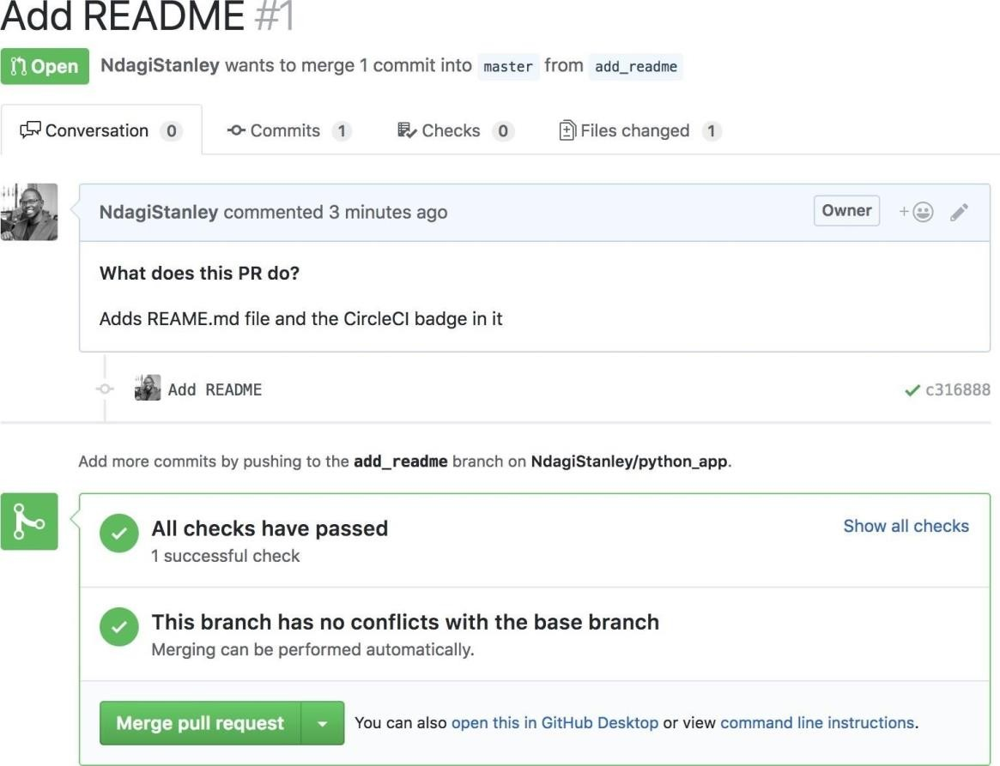 Add README #1
Open NdagiStanley wants to merge 1 commit into master from add_readme
Conversation 0 Commits 1 Checks 0 Files changed 1
NdagiStanley commented 3 minutes ago Owner +
What does this PR do?
Adds REAME.md file and the CircleCI badge in it
Add README c316888
Add more commits by pushing to the add_readme branch on NdagiStanley/python_app.
All checks have passed Show all checks
1 successful check
This branch has no conflicts with the base branch
Merging can be performed automatically.
Merge pull request You can also open this in GitHub Desktop or view command line instructions.